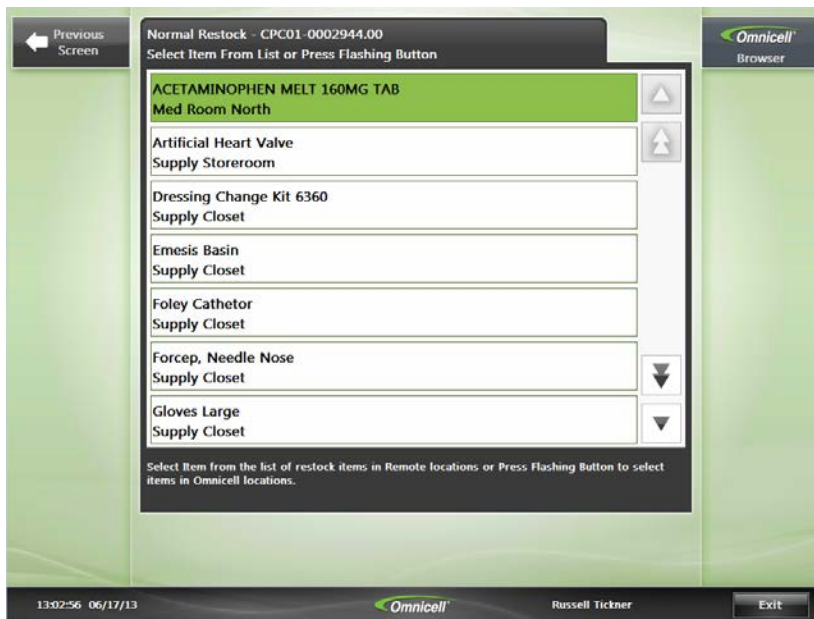 Previous
Screen
Normal Restock - CPC01-0002944.00
Select Item From List or Press Flashing Button
Omnicell
Browser
ACETAMINOPHEN MELT 160MG TAB
Med Room North
Artificial Heart Valve
Supply Storeroom
Dressing Change Kit 6360
Supply Closet
Emesis Basin
Supply Closet
Foley Cathetor
Supply Closet
Forcep, Needle Nose
Supply Closet
Gloves Large
Supply Closet
Select Item from the list of restock items in Remote locations or Press Flashing Button to select
items in Omnicell locations.
13:02:56 06/17/13
Omnicell
Russell Tickner
Exit